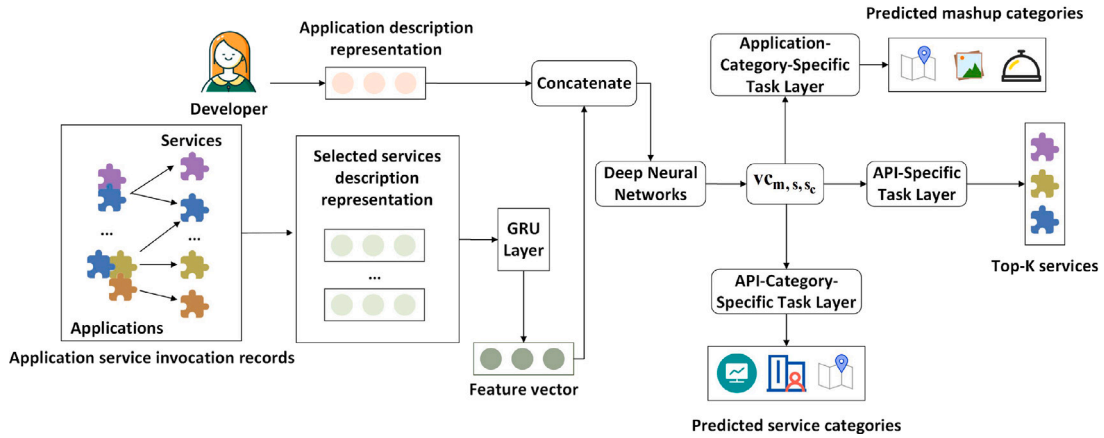 Application description
representation
Developer
Concatenate
Application-
Category-Specific
Task Layer
Predicted mashup categories
Services
...
...
Applications
Application service invocation records
Selected services
description
representation
...
GRU
Layer
Feature vector
Deep Neural
Networks
vc_{m, s, s_c}
API-Specific
Task Layer
Top-K services
API-Category-
Specific Task Layer
Predicted service categories